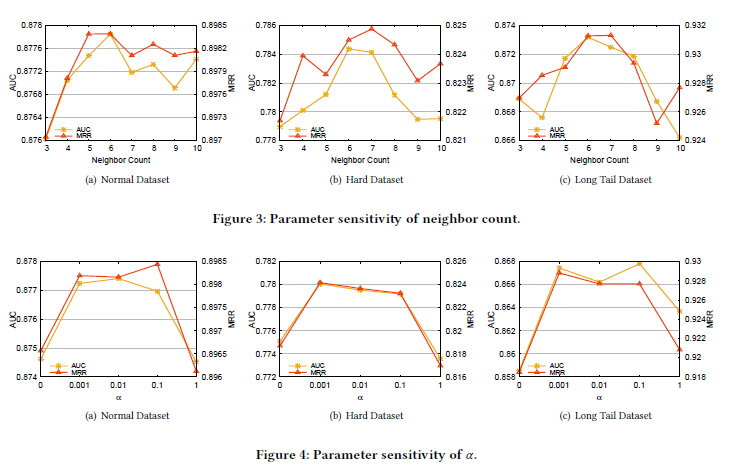 0.878 0.8985 0.786 0.825 0.874 0.932
0.8776 0.8982 0.784 0.824 0.872 0.93
0.8772 0.8979 0.782 0.823 0.87 0.928
0.8768 0.8976
0.8764 0.8973 0.78 0.822 0.868 0.926
0.876 0.897 0.778 0.821 0.866 0.924
AUC MRR AUC MRR AUC MRR
AUC AUC AUC
MRR MRR MRR
3 4 5 6 7 8 9 10 3 4 5 6 7 8 9 10 3 4 5 6 7 8 9 10
Neighbor Count Neighbor Count Neighbor Count
(a) Normal Dataset (b) Hard Dataset (c) Long Tail Dataset
Figure 3: Parameter sensitivity of neighbor count.
0.878 0.8985 0.782 0.826 0.868 0.93
0.877 0.898 0.78 0.824 0.866 0.928
0.8975 0.778 0.822 0.864 0.926
0.876 0.897 0.776 0.82 0.862 0.924
0.875 0.8965 0.774 0.818 0.86 0.922
0.92
0.874 0.896 0.772 0.816 0.858 0.918
AUC MRR AUC MRR AUC MRR
AUC AUC AUC
MRR MRR MRR
0 0.001 0.01 0.1 1 0 0.001 0.01 0.1 1 0 0.001 0.01 0.1 1
α α α
(a) Normal Dataset (b) Hard Dataset (c) Long Tail Dataset
Figure 4: Parameter sensitivity of α.